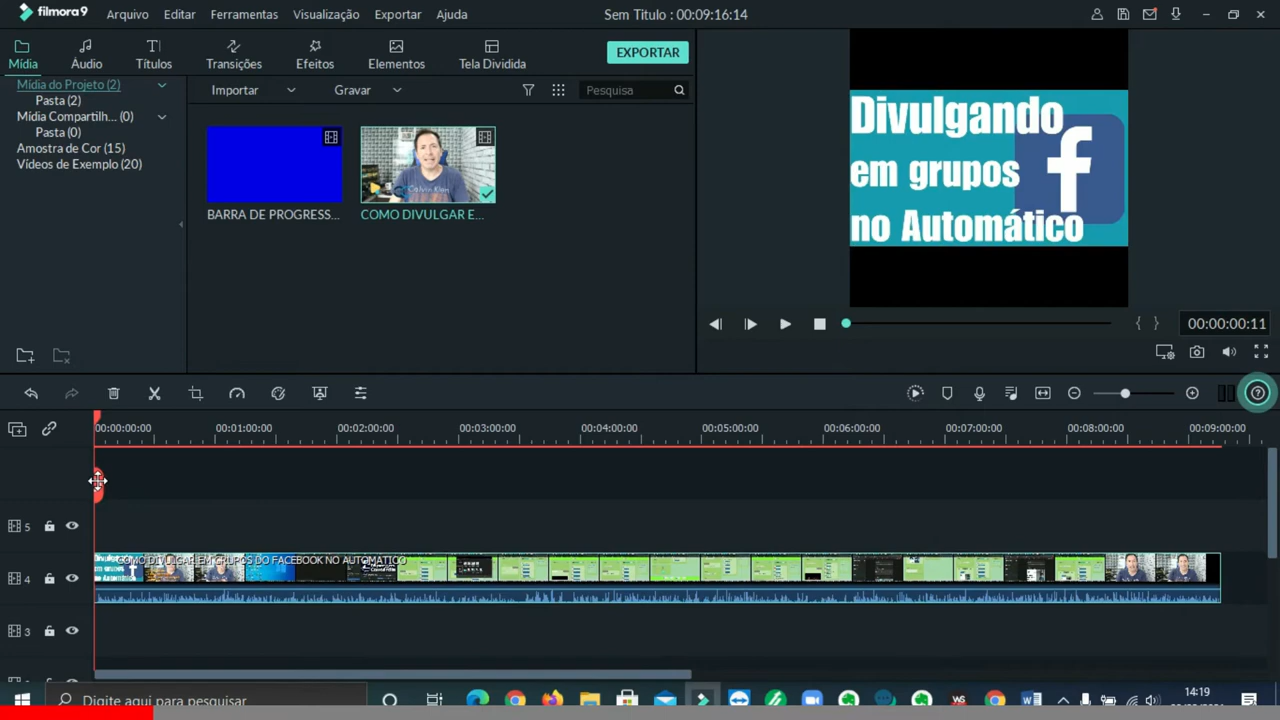 filmora9 Arquivo Editar Ferramentas Visualização Exportar Ajuda Sem Titulo : 00:09:16:14
Mídia Áudio Títulos Transições Efeitos Elementos Tela Dividida EXPORTAR
Mídia do Projeto (2)
Pasta (2)
Mídia Compartilh... (0)
Pasta (0)
Amostra de Cor (15)
Vídeos de Exemplo (20)
Importar Gravar Pesquisa
Calvin Klein
BARRA DE PROGRESS... COMO DIVULGAR E...
Divulgando
em grupos
no Automático
f
{ } 00:00:00:11
00:00:00:00 00:01:00:00 00:02:00:00 00:03:00:00 00:04:00:00 00:05:00:00 00:06:00:00 00:07:00:00 00:08:00:00 00:09:00:00
5
COMO DIVULGAR EM GRUPOS DO FACEBOOK NO AUTOMATICO
4
3
Digite aqui para pesquisar
WS
W
14:19